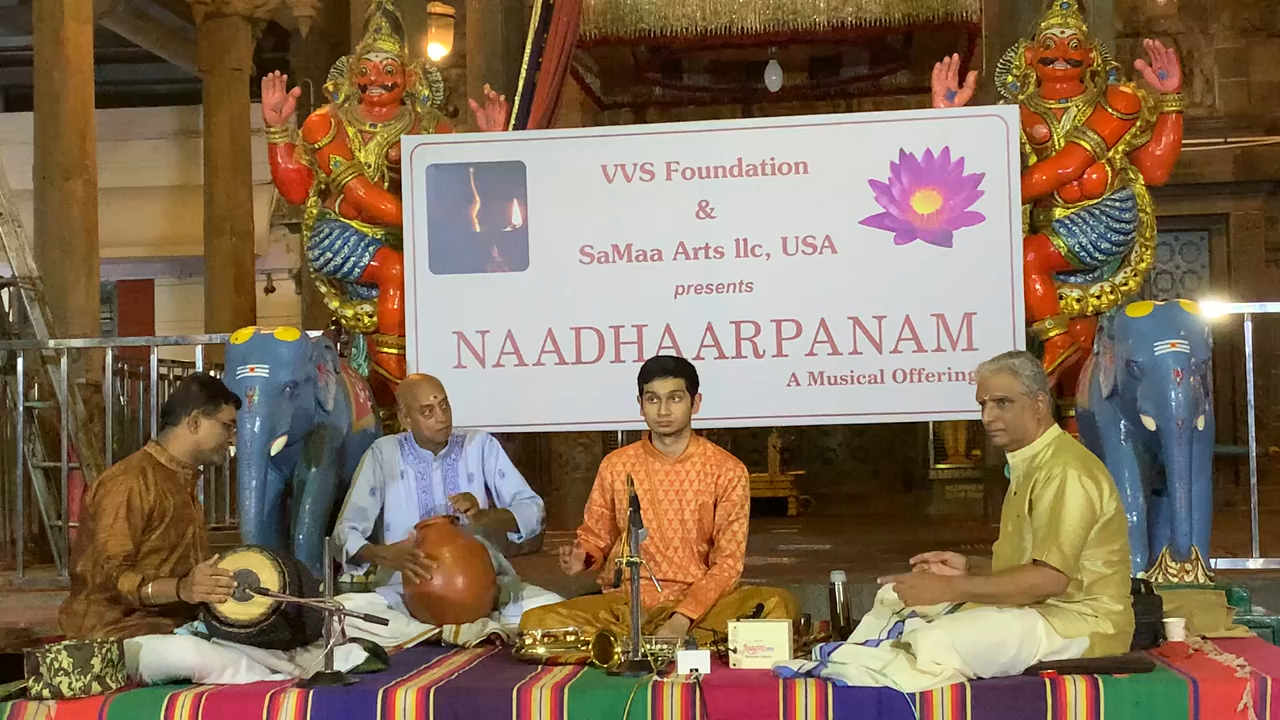 VVS Foundation
&
SaMaa Arts llc, USA
presents
NAADHAARPANAM
A Musical Offering